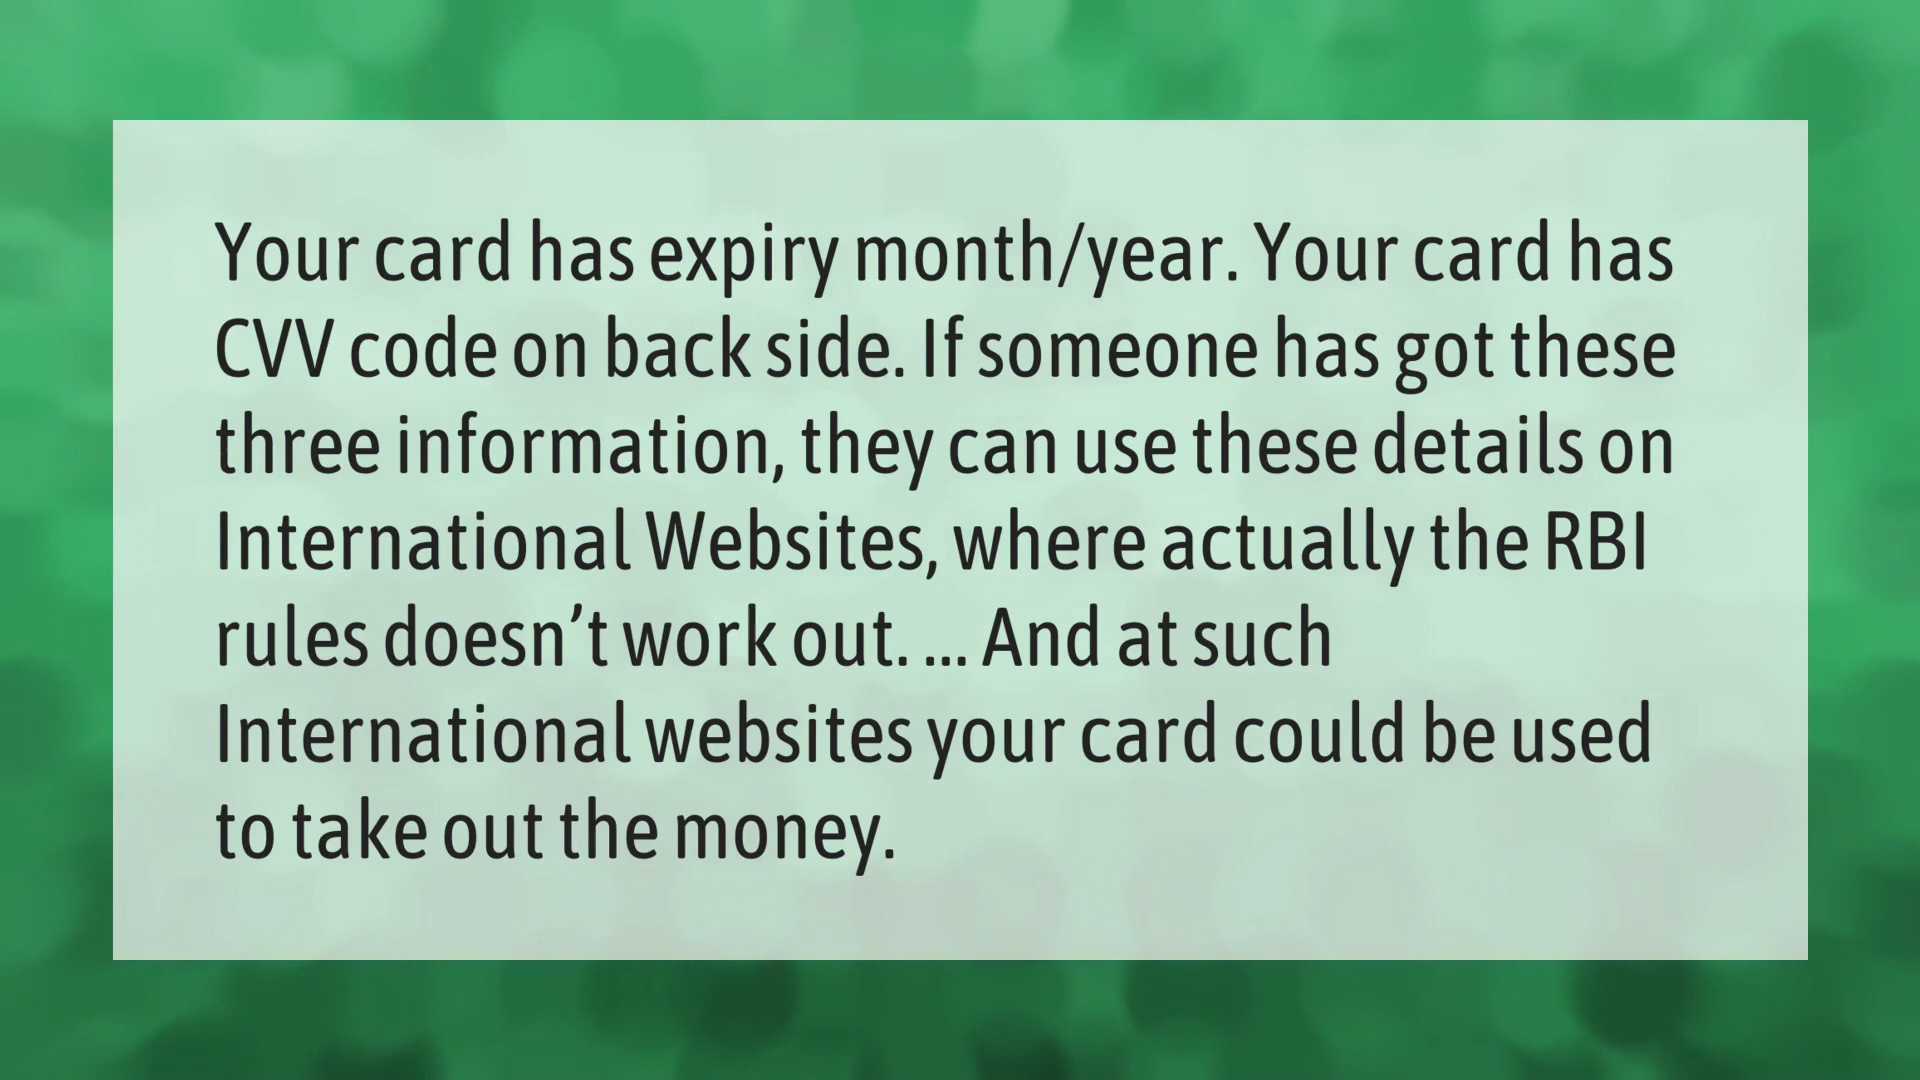 Your card has expiry month/year. Your card has
CVV code on back side. If someone has got these
three information, they can use these details on
International Websites, where actually the RBI
rules doesn’t work out. ... And at such
International websites your card could be used
to take out the money.